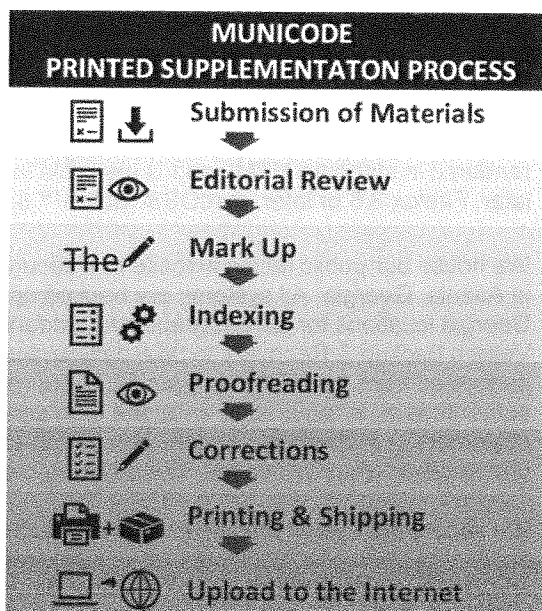 MUNICODE
PRINTED SUPPLEMENTATON PROCESS
Submission of Materials
Editorial Review
The Mark Up
Indexing
Proofreading
Corrections
Printing & Shipping
Upload to the Internet